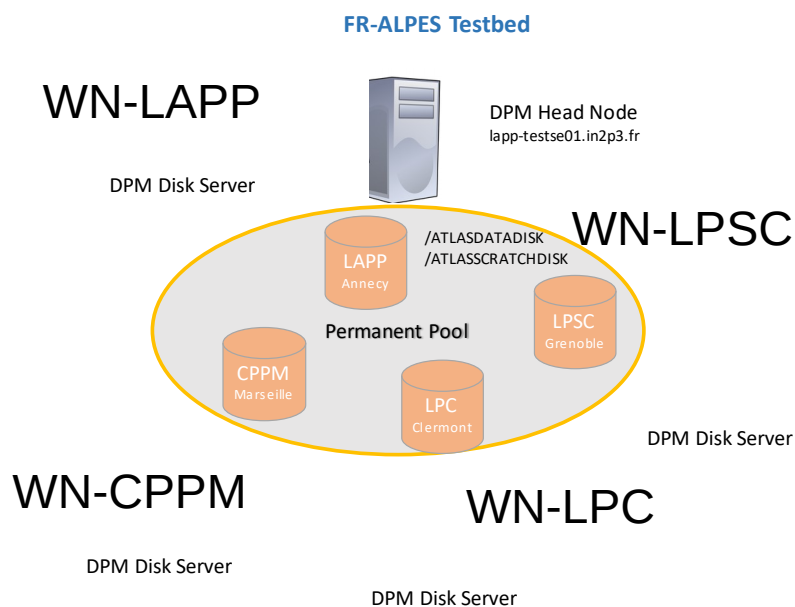 FR-ALPES Testbed
WN-LAPP
DPM Head Node
lapp-testse01.in2p3.fr
DPM Disk Server
WN-LPSC
/ATLASDATADISK
/ATLASSCRATCHDISK
LAPP
Annecy
LPSC
Grenoble
Permanent Pool
CPPM
Marseille
LPC
Clermont
DPM Disk Server
WN-CPPM
WN-LPC
DPM Disk Server
DPM Disk Server